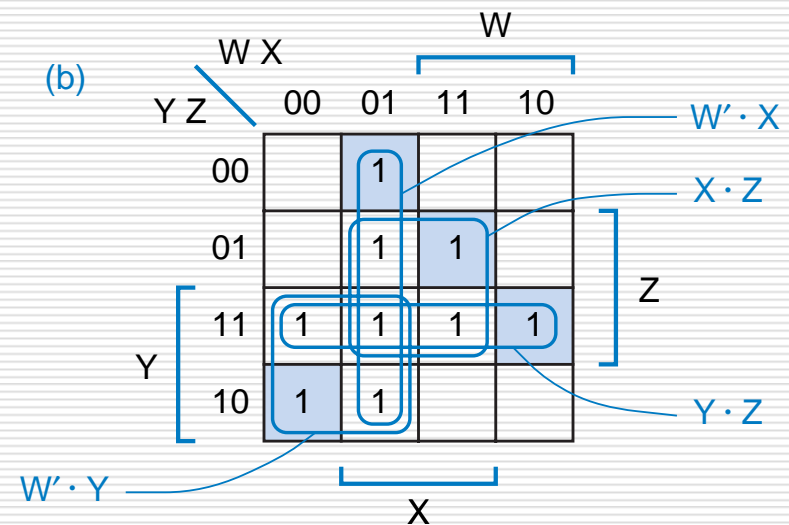 W
W X
(b)
Y Z
00 01 11 10
W′ · X
00 1
X · Z
01 1 1
Z
11 1 1 1 1
Y
10 1 1
Y · Z
W′ · Y
X